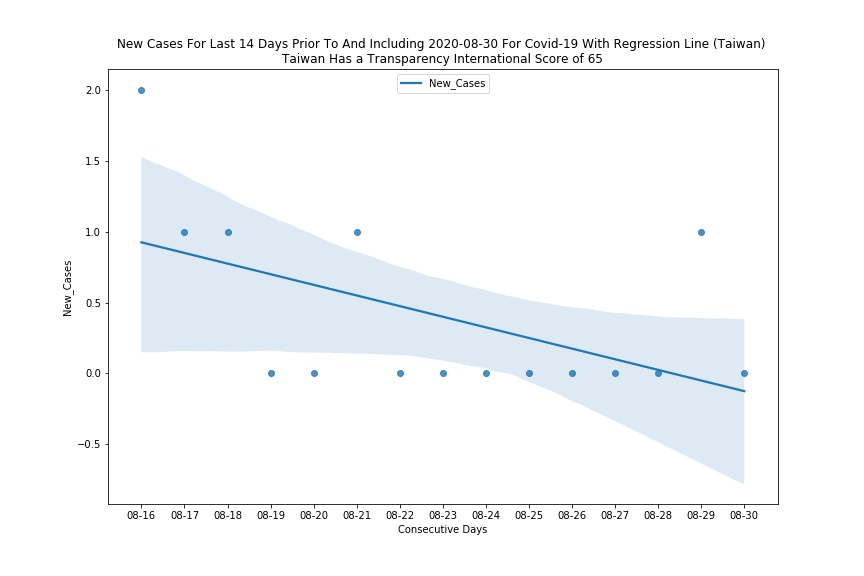 New Cases For Last 14 Days Prior To And Including 2020-08-30 For Covid-19 With Regression Line (Taiwan)
Taiwan Has a Transparency International Score of 65
New_Cases
2.0
1.5
1.0
0.5
0.0
−0.5
New_Cases
08-16 08-17 08-18 08-19 08-20 08-21 08-22 08-23 08-24 08-25 08-26 08-27 08-28 08-29 08-30
Consecutive Days